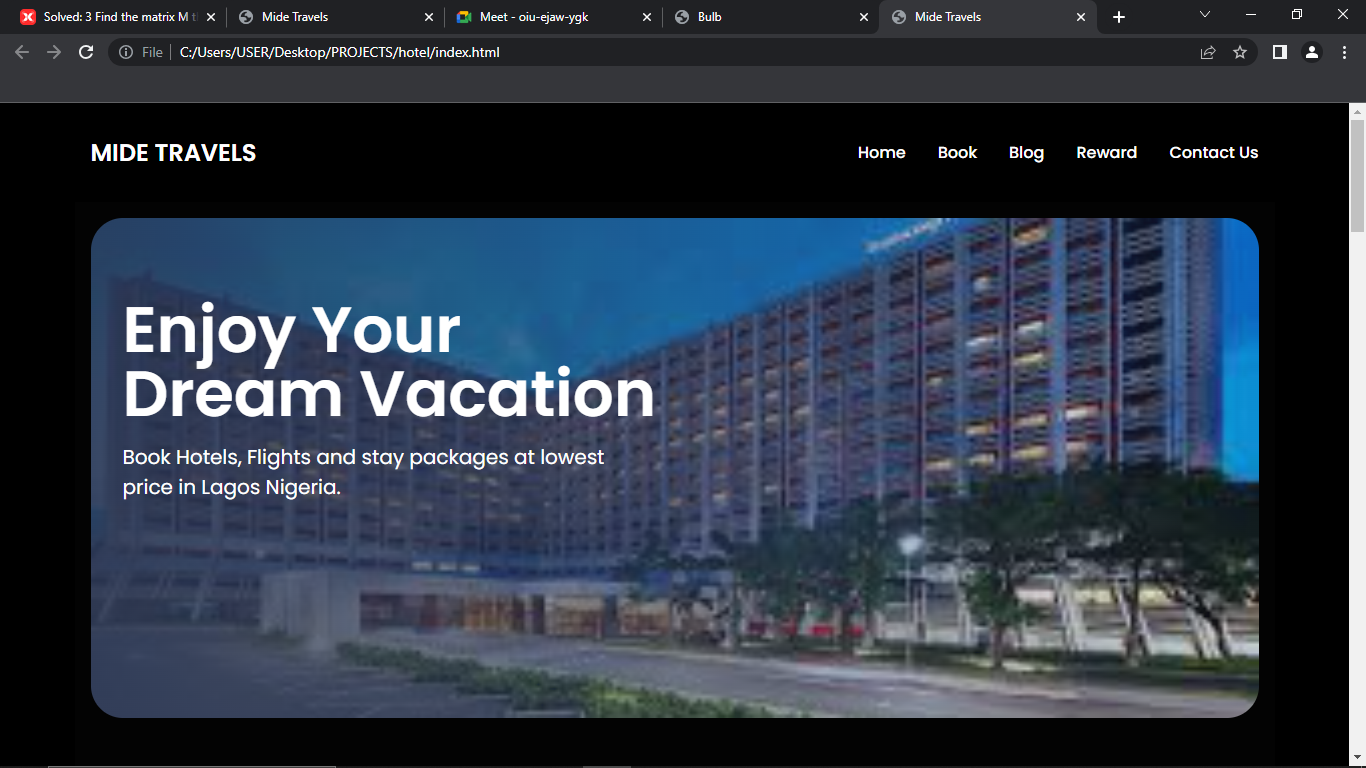 Solved: 3 Find the matrix M
Mide Travels
Meet - oiu-ejaw-ygk
Bulb
Mide Travels
File
C:/Users/USER/Desktop/PROJECTS/hotel/index.html
MIDE TRAVELS
Home
Book
Blog
Reward
Contact Us
Enjoy Your
Dream Vacation
Book Hotels, Flights and stay packages at lowest
price in Lagos Nigeria.